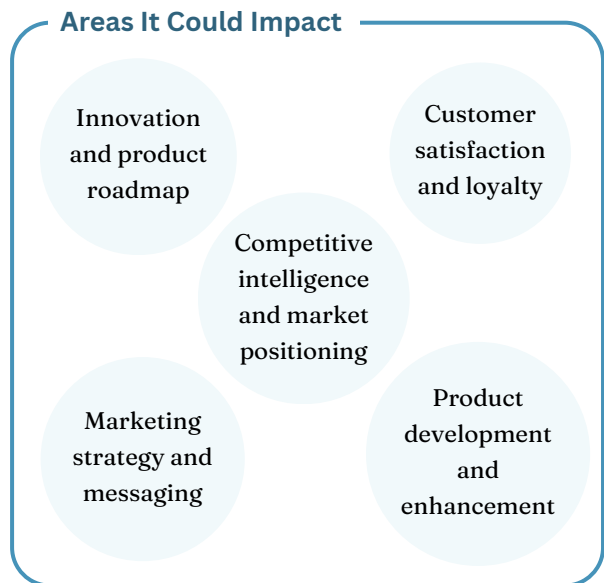 Areas It Could Impact
Innovation
and product
roadmap
Customer
satisfaction
and loyalty
Competitive
intelligence
and market
positioning
Marketing
strategy and
messaging
Product
development
and
enhancement